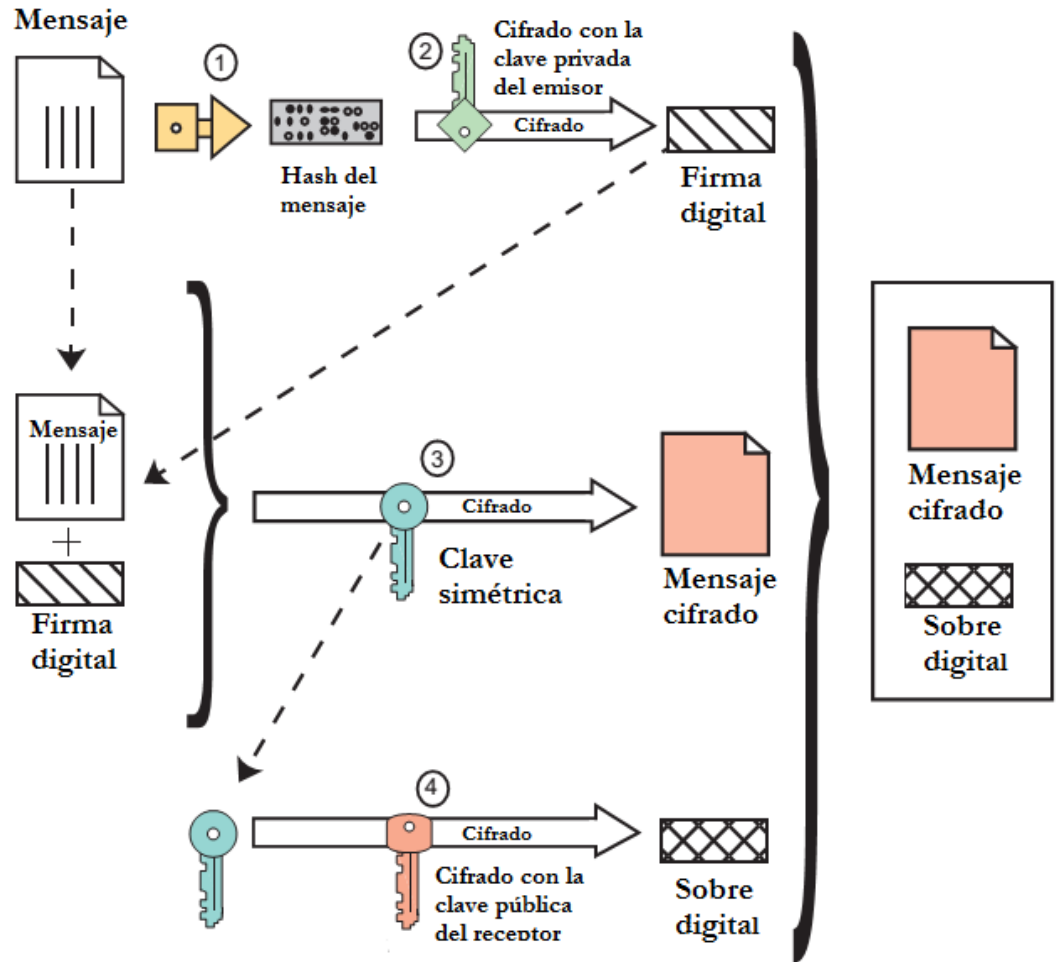 Mensaje
1
2
Cifrado con la
clave privada
del emisor
Cifrado
Hash del
mensaje
Firma
digital
Mensaje
+
Firma
digital
3
Cifrado
Clave
simétrica
Mensaje
cifrado
4
Cifrado
Cifrado con la
clave pública
del receptor
Sobre
digital
Mensaje
cifrado
Sobre
digital